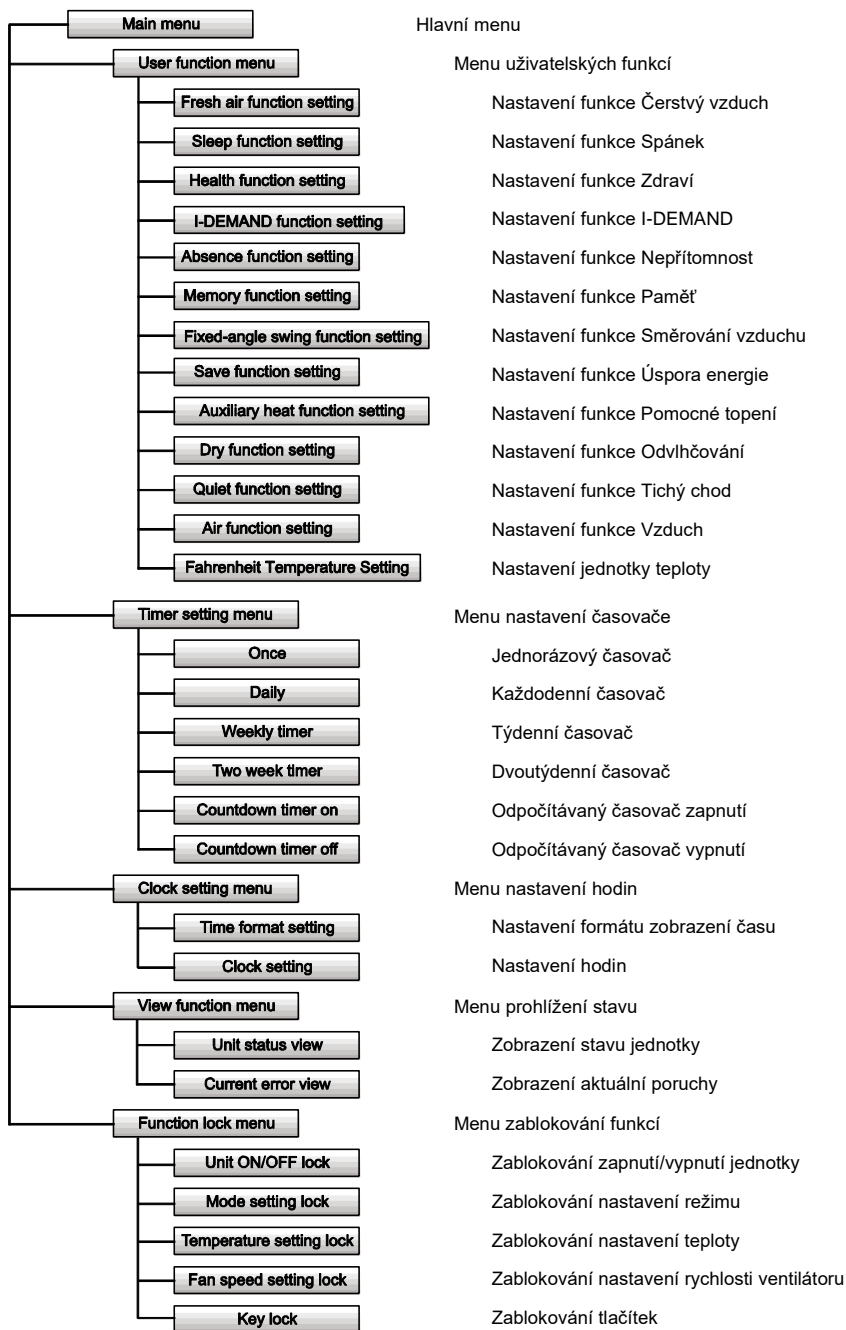 Main menu Hlavní menu
User function menu Menu uživatelských funkcí
Fresh air function setting Nastavení funkce Čerstvý vzduch
Sleep function setting Nastavení funkce Spánek
Health function setting Nastavení funkce Zdraví
I-DEMAND function setting Nastavení funkce I-DEMAND
Absence function setting Nastavení funkce Nepřítomnost
Memory function setting Nastavení funkce Paměť
Fixed-angle swing function setting Nastavení funkce Směrování vzduchu
Save function setting Nastavení funkce Úspora energie
Auxiliary heat function setting Nastavení funkce Pomocné topení
Dry function setting Nastavení funkce Odvlhčování
Quiet function setting Nastavení funkce Tichý chod
Air function setting Nastavení funkce Vzduch
Fahrenheit Temperature Setting Nastavení jednotky teploty
Timer setting menu Menu nastavení časovače
Once Jednorázový časovač
Daily Každodenní časovač
Weekly timer Týdenní časovač
Two week timer Dvoutýdenní časovač
Countdown timer on Odpočítávaný časovač zapnutí
Countdown timer off Odpočítávaný časovač vypnutí
Clock setting menu Menu nastavení hodin
Time format setting Nastavení formátu zobrazení času
Clock setting Nastavení hodin
View function menu Menu prohlížení stavu
Unit status view Zobrazení stavu jednotky
Current error view Zobrazení aktuální poruchy
Function lock menu Menu zablokování funkcí
Unit ON/OFF lock Zablokování zapnutí/vypnutí jednotky
Mode setting lock Zablokování nastavení režimu
Temperature setting lock Zablokování nastavení teploty
Fan speed setting lock Zablokování nastavení rychlosti ventilátoru
Key lock Zablokování tlačítek